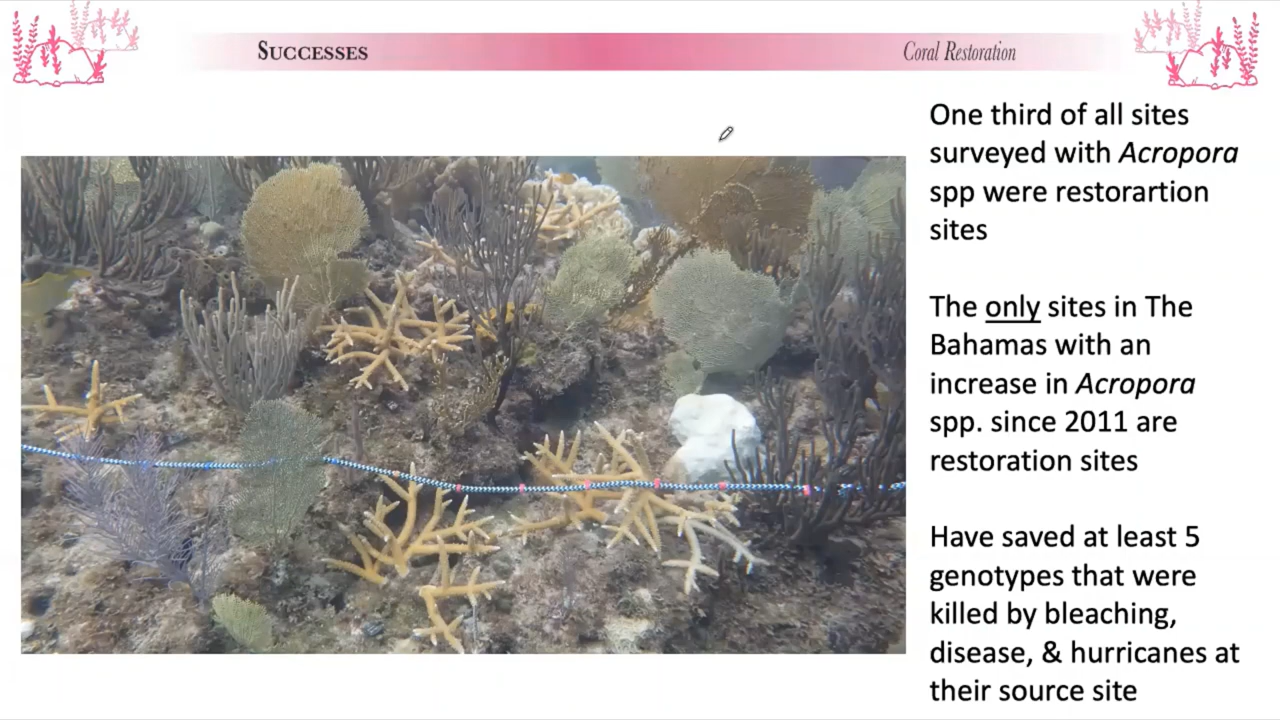 SUCCESSES
Coral Restoration
One third of all sites
surveyed with Acropora
spp were restorartion
sites
The only sites in The
Bahamas with an
increase in Acropora
spp. since 2011 are
restoration sites
Have saved at least 5
genotypes that were
killed by bleaching,
disease, & hurricanes at
their source site